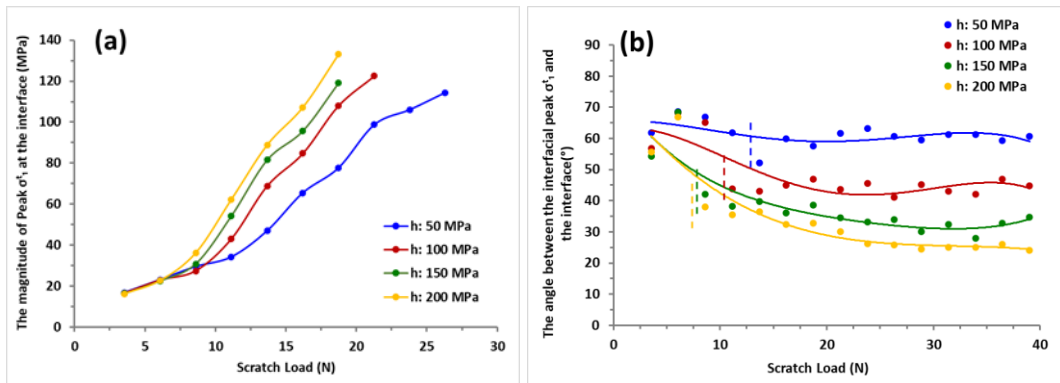 (a)
The magnitude of Peak σ¹, at the interface (MPa)
140
120
100
80
60
40
20
0
0
5
10
15
20
25
30
Scratch Load (N)
h: 50 MPa
h: 100 MPa
h: 150 MPa
h: 200 MPa
(b)
The angle between the interfacial peak σ¹, and
the interface(°)
90
80
70
60
50
40
30
20
10
0
0
10
20
30
40
Scratch Load (N)
h: 50 MPa
h: 100 MPa
h: 150 MPa
h: 200 MPa